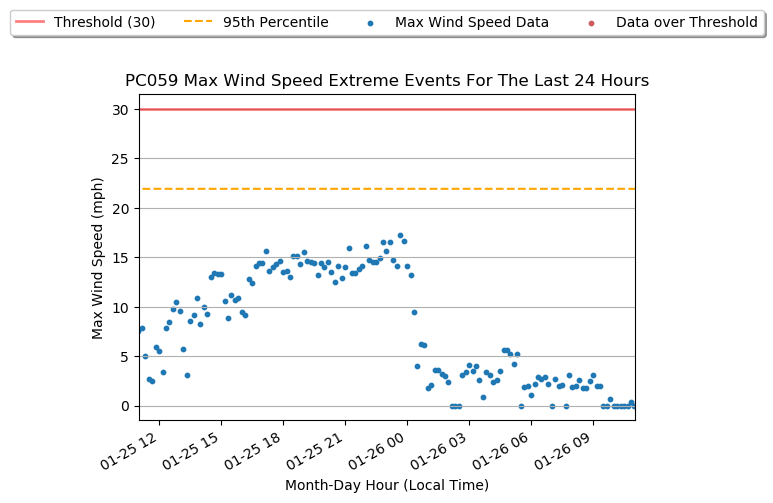 Threshold (30) 95th Percentile Max Wind Speed Data Data over Threshold
PC059 Max Wind Speed Extreme Events For The Last 24 Hours
30
25
20
15
10
5
0
Max Wind Speed (mph)
01-25 12 01-25 15 01-25 18 01-25 21 01-26 00 01-26 03 01-26 06 01-26 09
Month-Day Hour (Local Time)